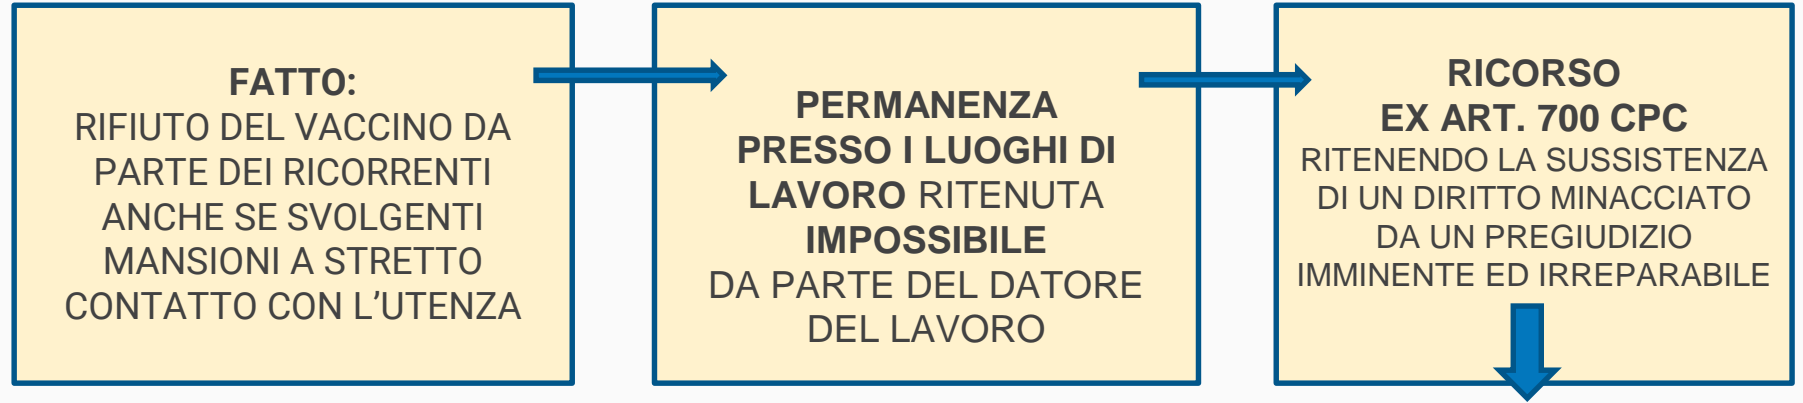 FATTO:
RIFIUTO DEL VACCINO DA
PARTE DEI RICORRENTI
ANCHE SE SVOLGENTI
MANSIONI A STRETTO
CONTATTO CON L’UTENZA
PERMANENZA
PRESSO I LUOGHI DI
LAVORO RITENUTA
IMPOSSIBILE
DA PARTE DEL DATORE
DEL LAVORO
RICORSO
EX ART. 700 CPC
RITENENDO LA SUSSISTENZA
DI UN DIRITTO MINACCIATO
DA UN PREGIUDIZIO
IMMINENTE ED IRREPARABILE